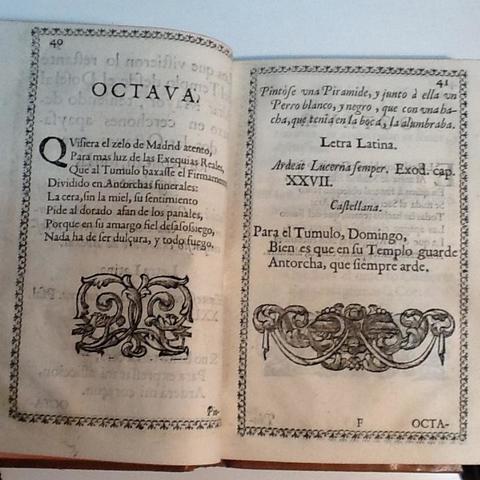 40
OCTAVA.
QVisiera el zelo de Madrid atento,
Para mas luz de las Exequias Reales,
Que al Tumulo baxasse el Firmamento
Dividido en Antorchas funerales:
La cera, sin la miel, su sentimiento
Pide al dorado afan de los panales,
Porque en su amargo fiel desasosiego,
Nada ha de ser dulçura, y todo fuego.
Pin-
41
Pintòse vna Piramide, y junto à ella vn
Perro blanco, y negro, que con vna ha-
cha, que tenia en la boca, la alumbraba.
Letra Latina.
Ardeat Lucerna semper. Exod. cap.
XXVII.
Castellana.
Para el Tumulo, Domingo,
Bien es que en su Templo guarde
Antorcha, que siempre arde.
F
OCTA-